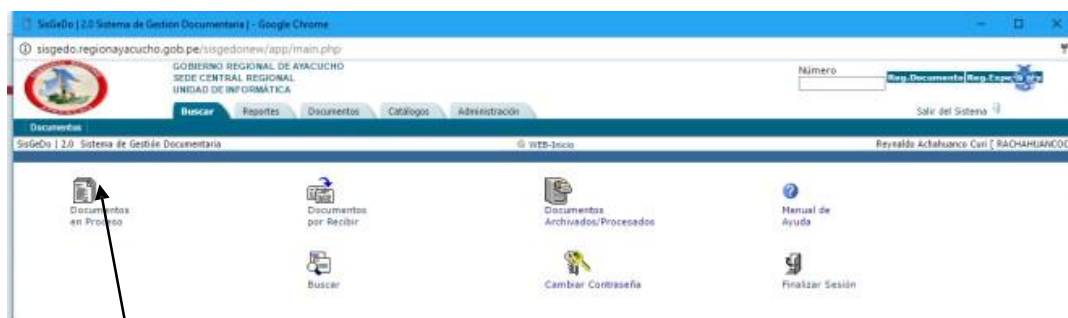 SisGeDo | 2.0 Sistema de Gestión Documentaria | - Google Chrome
sisgedo.regionayacucho.gob.pe/sisgedonew/app/main.php
GOBIERNO REGIONAL DE AYACUCHO
SEDE CENTRAL REGIONAL
UNIDAD DE INFORMÁTICA
Número
Reg.Documento Reg.Expe
Buscar Reportes Documentos Catálogos Administración
Salir del Sistema
Documentos
SisGeDo | 2.0 Sistema de Gestión Documentaria
WEB-Inicio
Reynaldo Achahuanco Curi [ RACHAHUANCOC
Documentos
en Proceso
Documentos
por Recibir
Documentos
Archivados/Procesados
Manual de
Ayuda
Buscar
Cambiar Contraseña
Finalizar Sesión